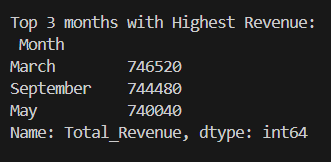 Top 3 months with Highest Revenue:
 Month
March        746520
September    744480
May          740040
Name: Total_Revenue, dtype: int64